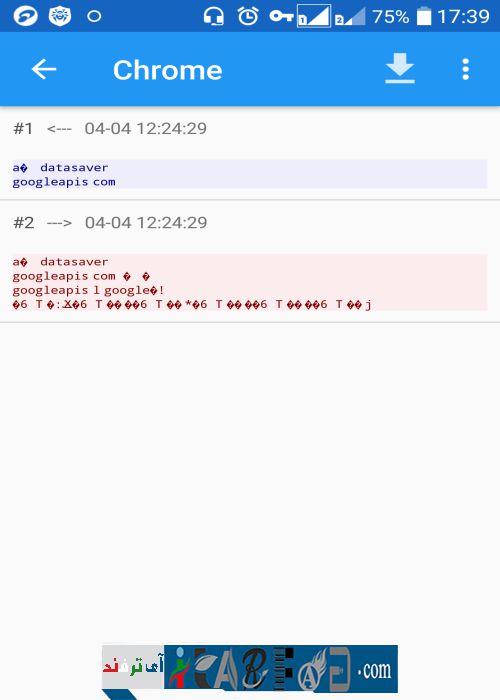 75% 17:39
Chrome
#1 <--- 04-04 12:24:29
a� datasaver
googleapis com
#2 ---> 04-04 12:24:29
a� datasaver
googleapis com � �
googleapis l google�!
�6 T �:.X�6 T ����6 T ��*�6 T ����6 T ����6 T ��j
آی ترفند
.com